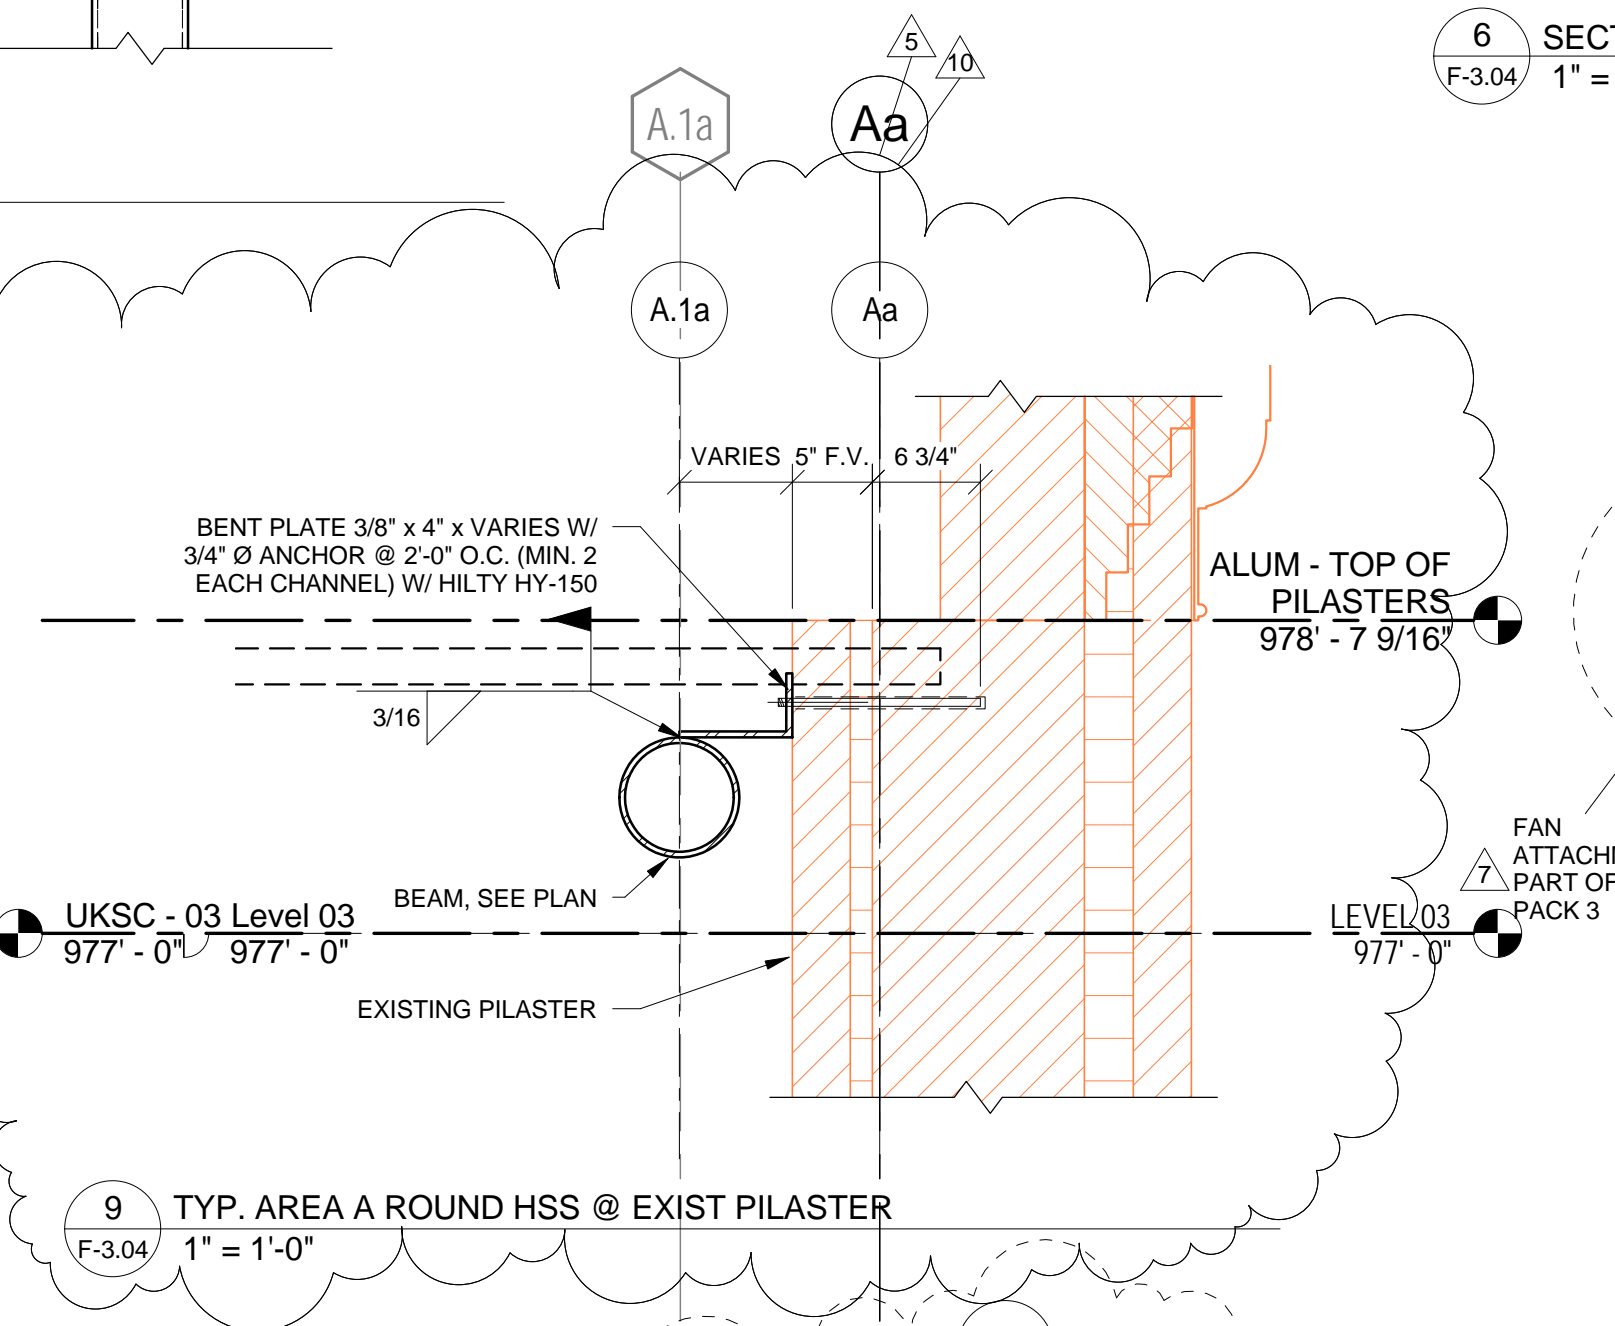 5
10
6
SECT
F-3.04
1" =
A.1a
Aa
A.1a
Aa
VARIES
5" F.V.
6 3/4"
BENT PLATE 3/8" x 4" x VARIES W/
3/4" Ø ANCHOR @ 2'-0" O.C. (MIN. 2
EACH CHANNEL) W/ HILTY HY-150
ALUM - TOP OF
PILASTERS
978' - 7 9/16"
3/16
BEAM, SEE PLAN
FAN
ATTACHM
7
PART OF
PACK 3
UKSC - 03 Level 03
977' - 0"
977' - 0"
LEVEL 03
977' - 0"
EXISTING PILASTER
9
TYP. AREA A ROUND HSS @ EXIST PILASTER
F-3.04
1" = 1'-0"